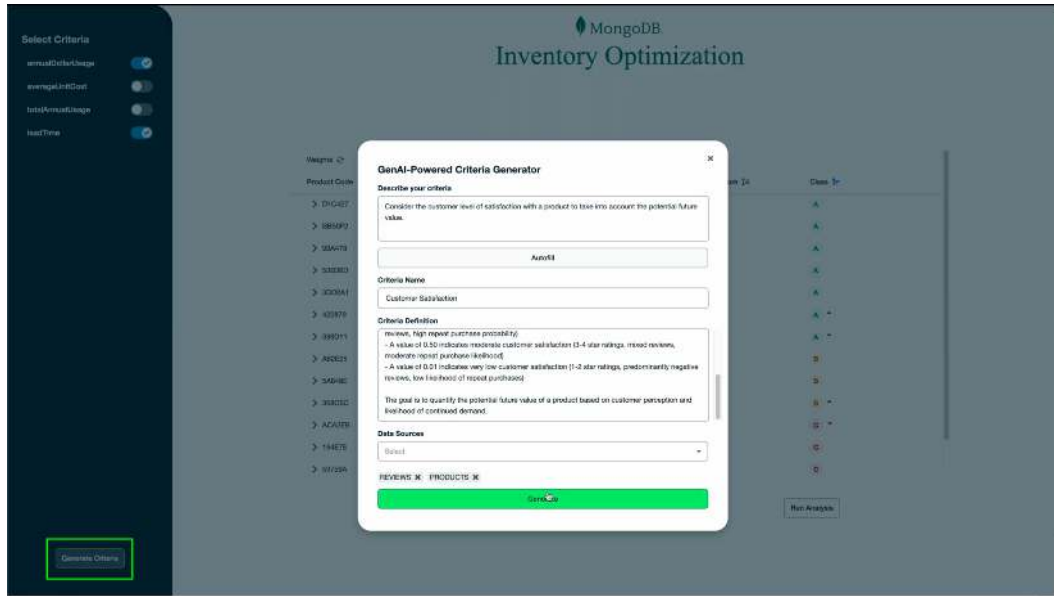 MongoDB
Inventory Optimization
Select Criteria
annualDollarUsage
averageUnitCost
totalAnnualUsage
leadTime
Generate Criteria
Weights
Product Code
Class
A
A
A
A
A
A
A
B
B
B
C
C
Run Analysis
GenAI-Powered Criteria Generator
Describe your criteria
Consider the customer level of satisfaction with a product to take into account the potential future
value.
Autofill
Criteria Name
Customer Satisfaction
Criteria Definition
reviews, high repeat purchase probability)
- A value of 0.50 indicates moderate customer satisfaction (3-4 star ratings, mixed reviews,
moderate repeat purchase likelihood)
- A value of 0.01 indicates very low customer satisfaction (1-2 star ratings, predominantly negative
reviews, low likelihood of repeat purchases)
The goal is to quantify the potential future value of a product based on customer perception and
likelihood of continued demand.
Data Sources
Select
REVIEWS PRODUCTS
Generate